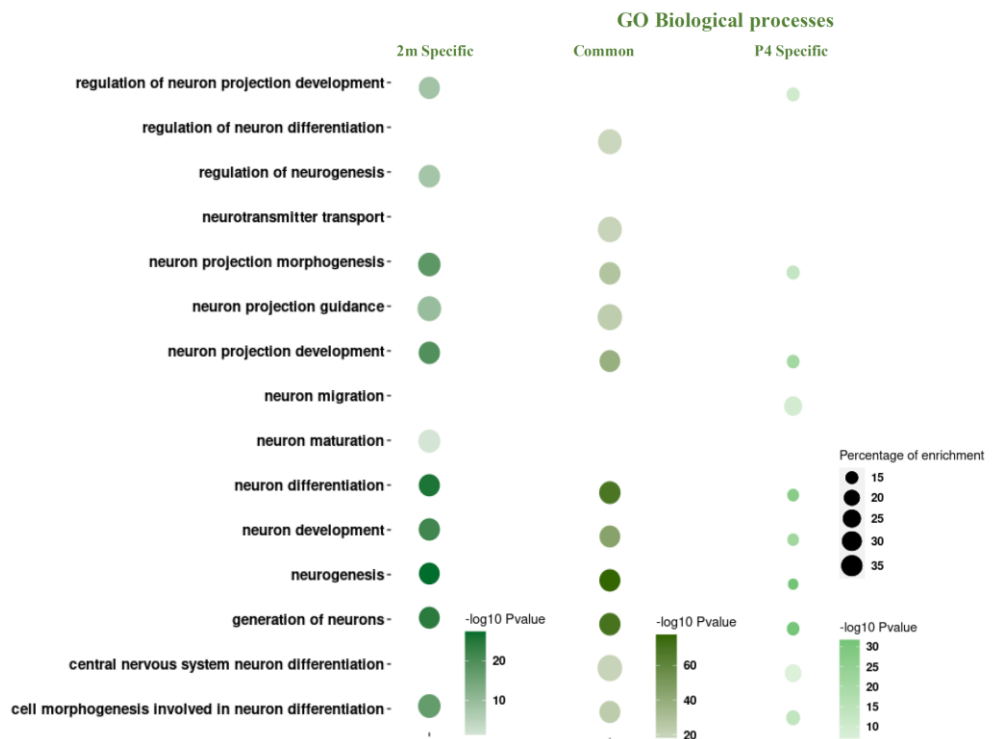 GO Biological processes
2m Specific
Common
P4 Specific
regulation of neuron projection development
regulation of neuron differentiation
regulation of neurogenesis
neurotransmitter transport
neuron projection morphogenesis
neuron projection guidance
neuron projection development
neuron migration
neuron maturation
neuron differentiation
neuron development
neurogenesis
generation of neurons
central nervous system neuron differentiation
cell morphogenesis involved in neuron differentiation
Percentage of enrichment
15
20
25
30
35
-log10 Pvalue
20
10
-log10 Pvalue
60
40
20
-log10 Pvalue
30
25
20
15
10